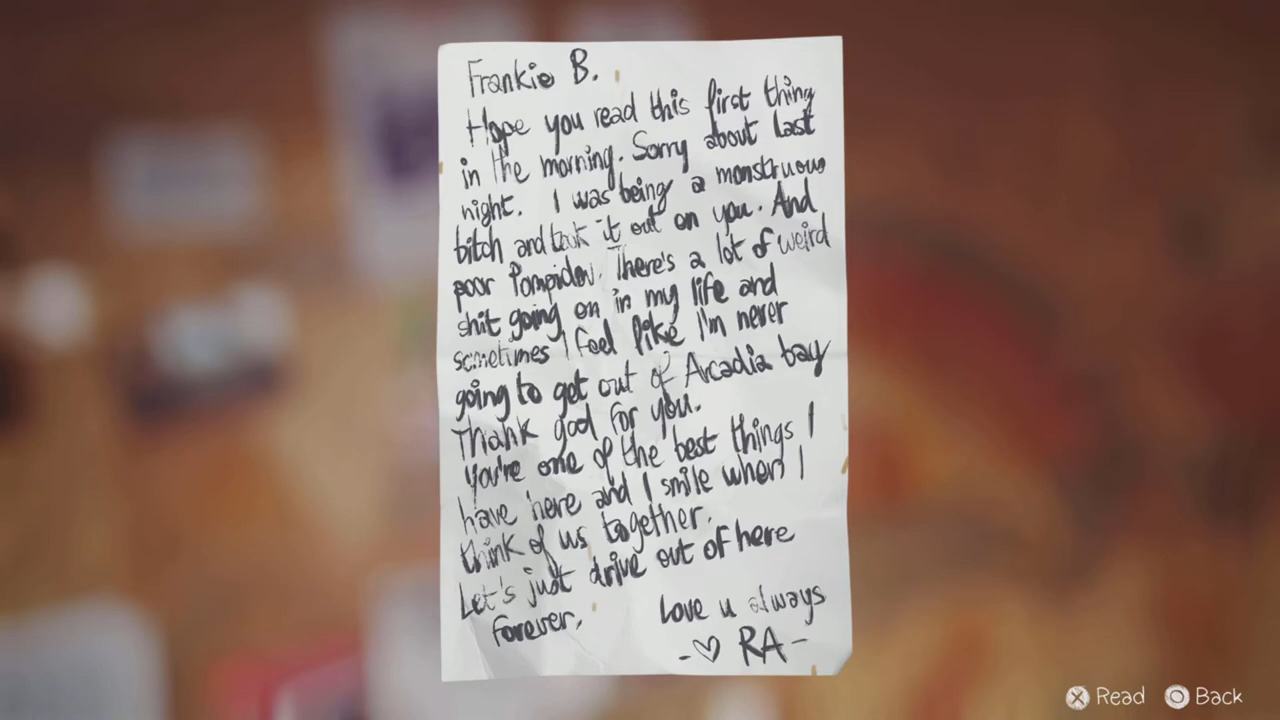 Frankie B.
Hope you read this first thing
in the morning. Sorry about last
night. I was being a monstruous
bitch and took it out on you. And
poor Pompidou. There's a lot of weird
shit going on in my life and
sometimes I feel like I'm never
going to get out of Arcadia bay
Thank god for you.
You're one of the best things I
have here and I smile when I
think of us together.
Let's just drive out of here
forever.
Love u always
-♡ RA-
Read
Back